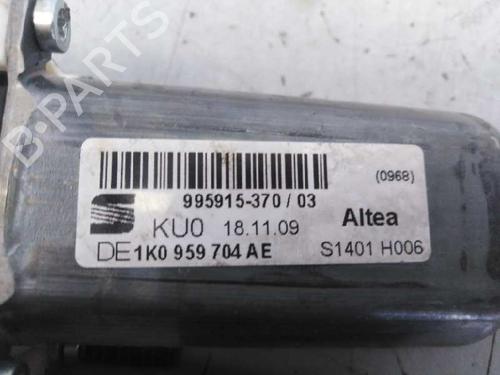 B-PARTS
995915-370 / 03
(0968)
KU0 18.11.09 Altea
DE 1K0 959 704 AE S1401 H006